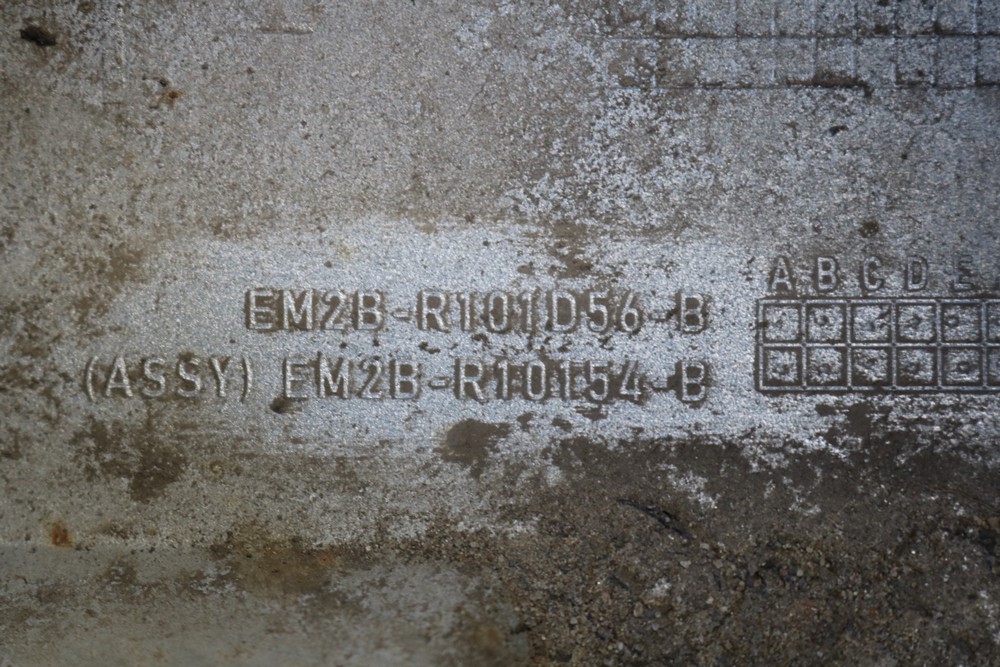 A B C D E
EM2B-R101D56-B
(ASSY) EM2B-R10154-B